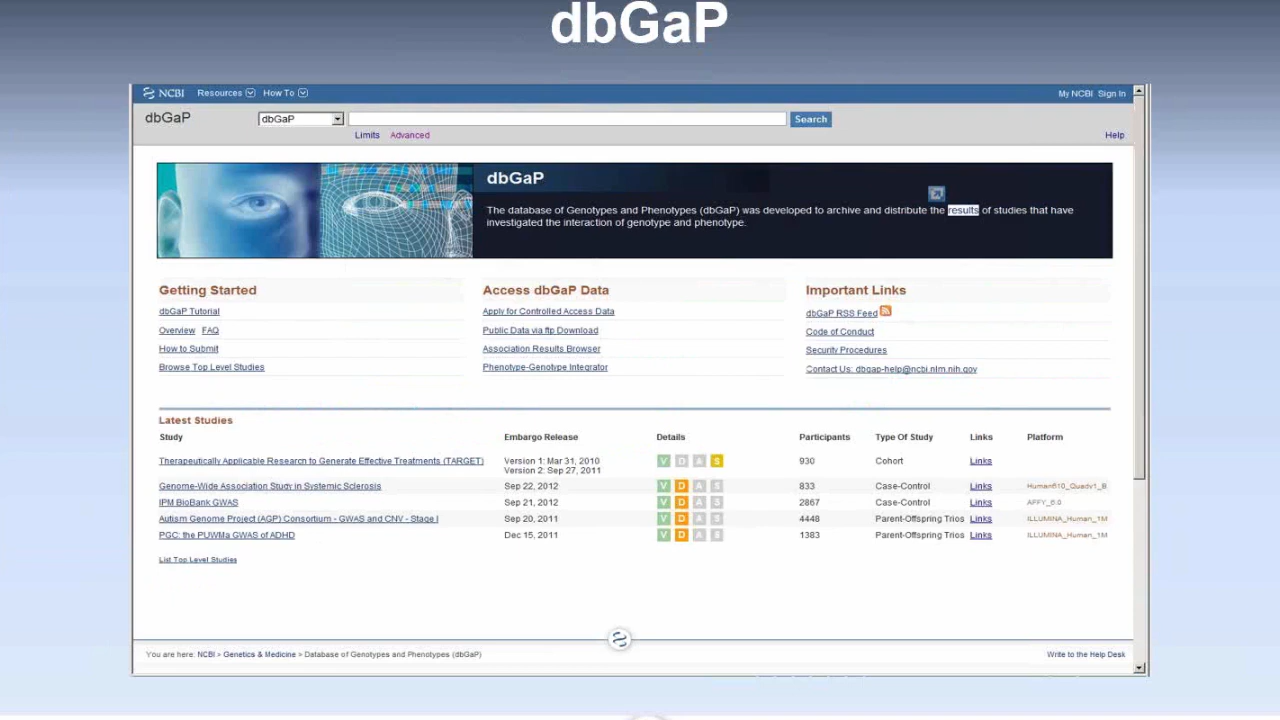 dbGaP
NCBI Resources How To My NCBI Sign In
dbGaP dbGaP Search
Limits Advanced Help
dbGaP
The database of Genotypes and Phenotypes (dbGaP) was developed to archive and distribute the results of studies that have
investigated the interaction of genotype and phenotype.
Getting Started Access dbGaP Data Important Links
dbGaP Tutorial Apply for Controlled Access Data dbGaP RSS Feed
Overview FAQ Public Data via ftp Download Code of Conduct
How to Submit Association Results Browser Security Procedures
Browse Top Level Studies Phenotype-Genotype Integrator Contact Us: dbgap-help@ncbi.nlm.nih.gov
Latest Studies
Study Embargo Release Details Participants Type Of Study Links Platform
Therapeutically Applicable Research to Generate Effective Treatments (TARGET) Version 1: Mar 31, 2010 V D A S 930 Cohort Links
Version 2: Sep 27, 2011
Genome-Wide Association Study in Systemic Sclerosis Sep 22, 2012 V D A S 833 Case-Control Links Human610_Quadv1_B
IPM BioBank GWAS Sep 21, 2012 V D A S 2867 Case-Control Links AFFY_6.0
Autism Genome Project (AGP) Consortium - GWAS and CNV - Stage I Sep 20, 2011 V D A S 4448 Parent-Offspring Trios Links ILLUMINA_Human_1M
PGC: the PUWMa GWAS of ADHD Dec 15, 2011 V D A S 1383 Parent-Offspring Trios Links ILLUMINA_Human_1M
List Top Level Studies
You are here: NCBI > Genetics & Medicine > Database of Genotypes and Phenotypes (dbGaP) Write to the Help Desk